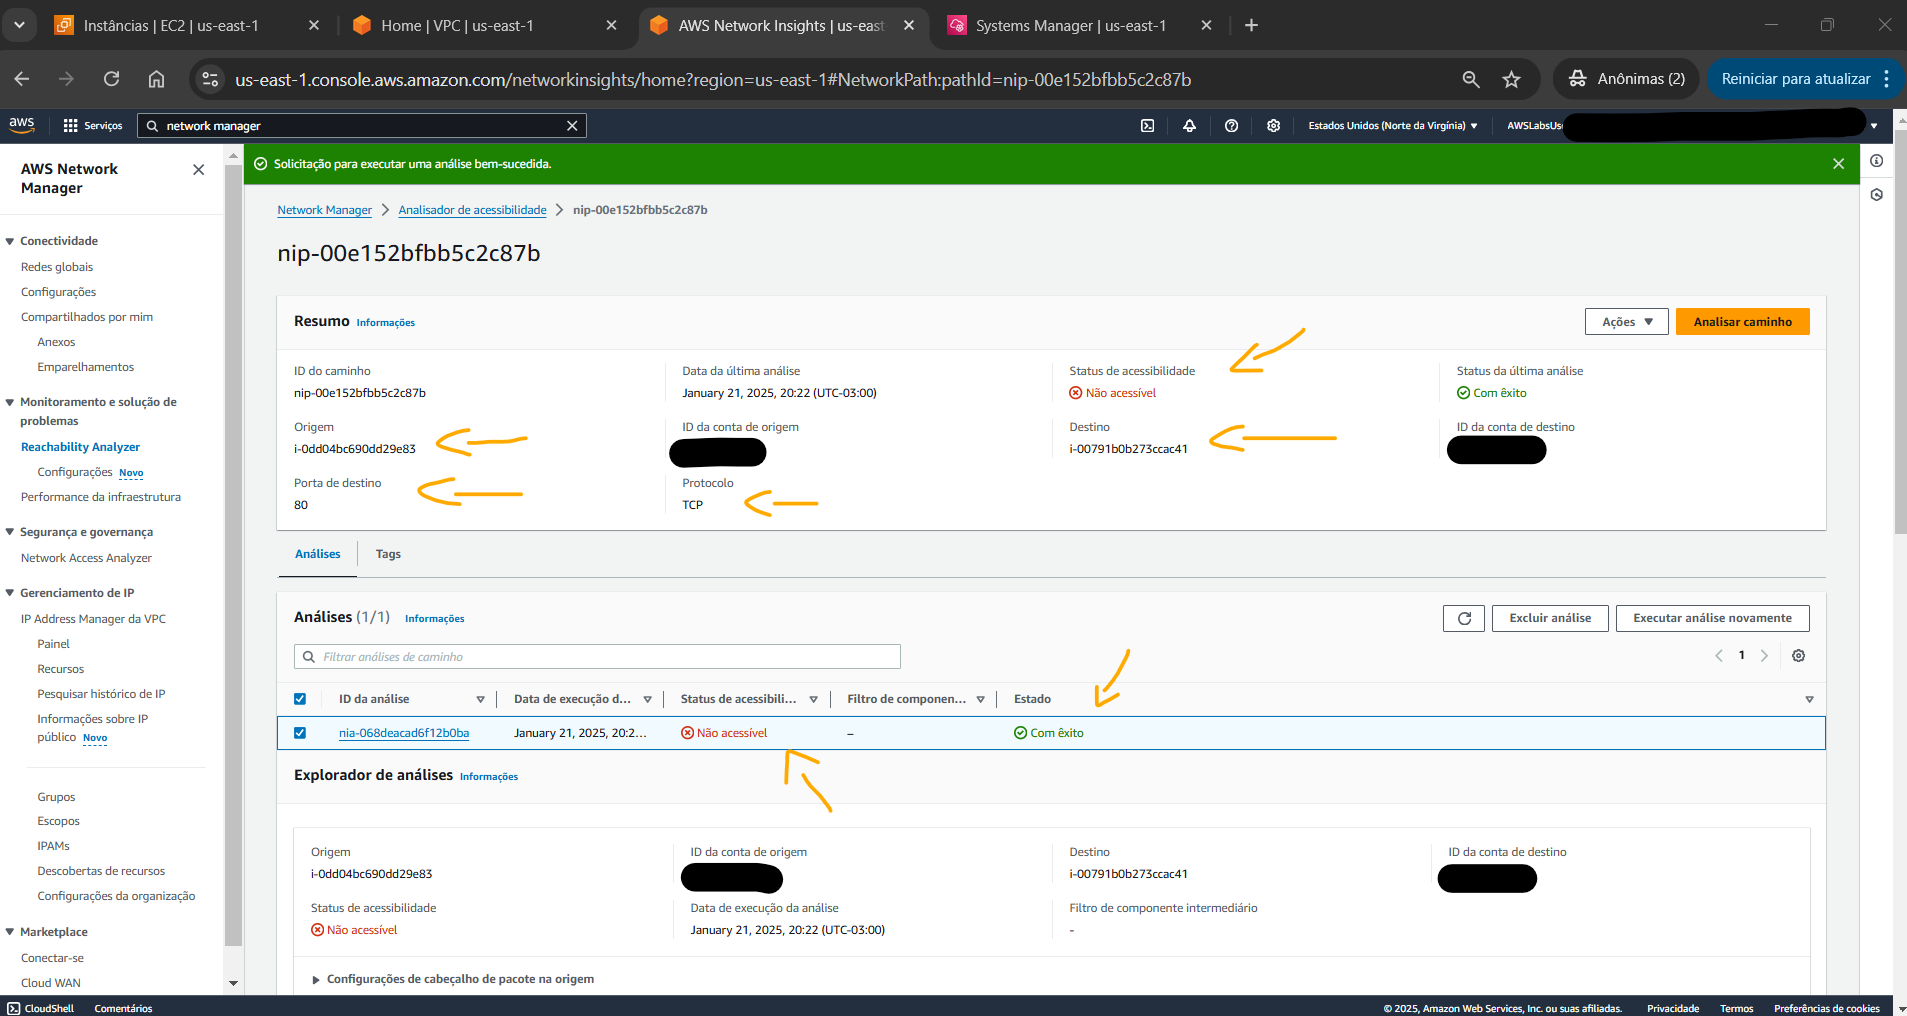 Instâncias | EC2 | us-east-1
Home | VPC | us-east-1
AWS Network Insights | us-east
Systems Manager | us-east-1
us-east-1.console.aws.amazon.com/networkinsights/home?region=us-east-1#NetworkPath:pathId=nip-00e152bfbb5c2c87b
Anônimas (2)
Reiniciar para atualizar
aws
Serviços
network manager
Estados Unidos (Norte da Virgínia)
AWSLabsUs
AWS Network
Manager
Conectividade
Redes globais
Configurações
Compartilhados por mim
Anexos
Emparelhamentos
Monitoramento e solução de
problemas
Reachability Analyzer
Configurações Novo
Performance da infraestrutura
Segurança e governança
Network Access Analyzer
Gerenciamento de IP
IP Address Manager da VPC
Painel
Recursos
Pesquisar histórico de IP
Informações sobre IP
público Novo
Grupos
Escopos
IPAMs
Descobertas de recursos
Configurações da organização
Marketplace
Conectar-se
Cloud WAN
Solicitação para executar uma análise bem-sucedida.
Network Manager
Analisador de acessibilidade
nip-00e152bfbb5c2c87b
nip-00e152bfbb5c2c87b
Resumo Informações
Ações
Analisar caminho
ID do caminho
nip-00e152bfbb5c2c87b
Data da última análise
January 21, 2025, 20:22 (UTC-03:00)
Status de acessibilidade
Não acessível
Status da última análise
Com êxito
Origem
i-0dd04bc690dd29e83
ID da conta de origem
Destino
i-00791b0b273ccac41
ID da conta de destino
Porta de destino
80
Protocolo
TCP
Análises
Tags
Análises (1/1) Informações
Excluir análise
Executar análise novamente
Filtrar análises de caminho
1
ID da análise
Data de execução d...
Status de acessibili...
Filtro de componen...
Estado
nia-068deacad6f12b0ba
January 21, 2025, 20:2...
Não acessível
–
Com êxito
Explorador de análises Informações
Origem
i-0dd04bc690dd29e83
ID da conta de origem
Destino
i-00791b0b273ccac41
ID da conta de destino
Status de acessibilidade
Não acessível
Data de execução da análise
January 21, 2025, 20:22 (UTC-03:00)
Filtro de componente intermediário
-
Configurações de cabeçalho de pacote na origem
CloudShell
Comentários
© 2025, Amazon Web Services, Inc. ou suas afiliadas.
Privacidade
Termos
Preferências de cookies